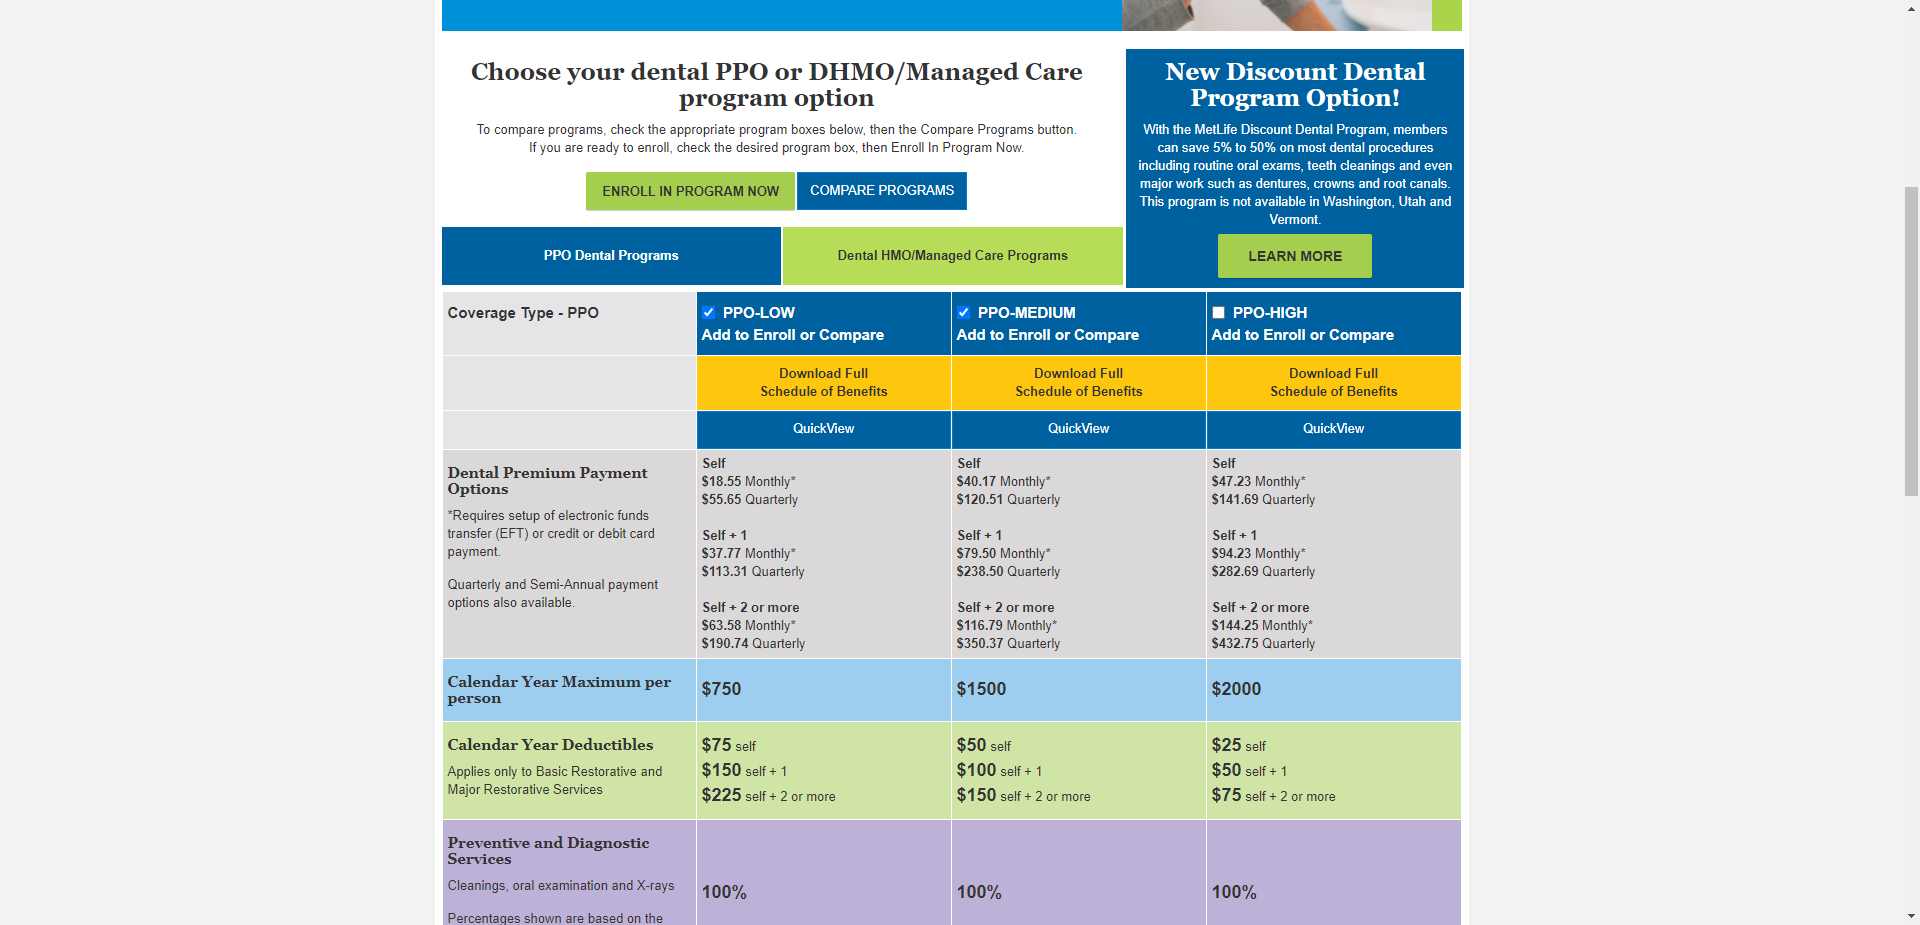 Choose your dental PPO or DHMO/Managed Care
program option
To compare programs, check the appropriate program boxes below, then the Compare Programs button.
If you are ready to enroll, check the desired program box, then Enroll In Program Now.
ENROLL IN PROGRAM NOW
COMPARE PROGRAMS
New Discount Dental
Program Option!
With the MetLife Discount Dental Program, members
can save 5% to 50% on most dental procedures
including routine oral exams, teeth cleanings and even
major work such as dentures, crowns and root canals.
This program is not available in Washington, Utah and
Vermont.
LEARN MORE
PPO Dental Programs
Dental HMO/Managed Care Programs
Coverage Type - PPO
PPO-LOW
Add to Enroll or Compare
PPO-MEDIUM
Add to Enroll or Compare
PPO-HIGH
Add to Enroll or Compare
Download Full
Schedule of Benefits
Download Full
Schedule of Benefits
Download Full
Schedule of Benefits
QuickView
QuickView
QuickView
Dental Premium Payment
Options
*Requires setup of electronic funds
transfer (EFT) or credit or debit card
payment.
Quarterly and Semi-Annual payment
options also available.
Self
$18.55 Monthly*
$55.65 Quarterly
Self + 1
$37.77 Monthly*
$113.31 Quarterly
Self + 2 or more
$63.58 Monthly*
$190.74 Quarterly
Self
$40.17 Monthly*
$120.51 Quarterly
Self + 1
$79.50 Monthly*
$238.50 Quarterly
Self + 2 or more
$116.79 Monthly*
$350.37 Quarterly
Self
$47.23 Monthly*
$141.69 Quarterly
Self + 1
$94.23 Monthly*
$282.69 Quarterly
Self + 2 or more
$144.25 Monthly*
$432.75 Quarterly
Calendar Year Maximum per
person
$750
$1500
$2000
Calendar Year Deductibles
Applies only to Basic Restorative and
Major Restorative Services
$75 self
$150 self + 1
$225 self + 2 or more
$50 self
$100 self + 1
$150 self + 2 or more
$25 self
$50 self + 1
$75 self + 2 or more
Preventive and Diagnostic
Services
Cleanings, oral examination and X-rays
Percentages shown are based on the
100%
100%
100%